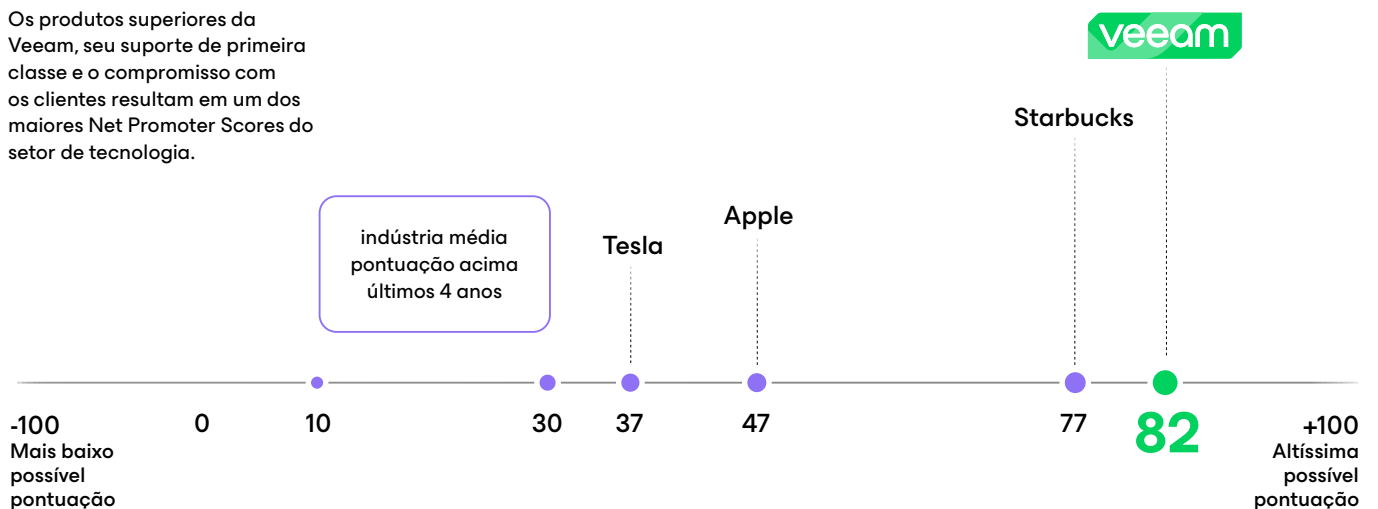 Os produtos superiores da
Veeam, seu suporte de primeira
classe e o compromisso com
os clientes resultam em um dos
maiores Net Promoter Scores do
setor de tecnologia.
veeam
Starbucks
Apple
Tesla
indústria média
pontuação acima
últimos 4 anos
-100
Mais baixo
possível
pontuação
0
10
30
37
47
77
82
+100
Altíssima
possível
pontuação